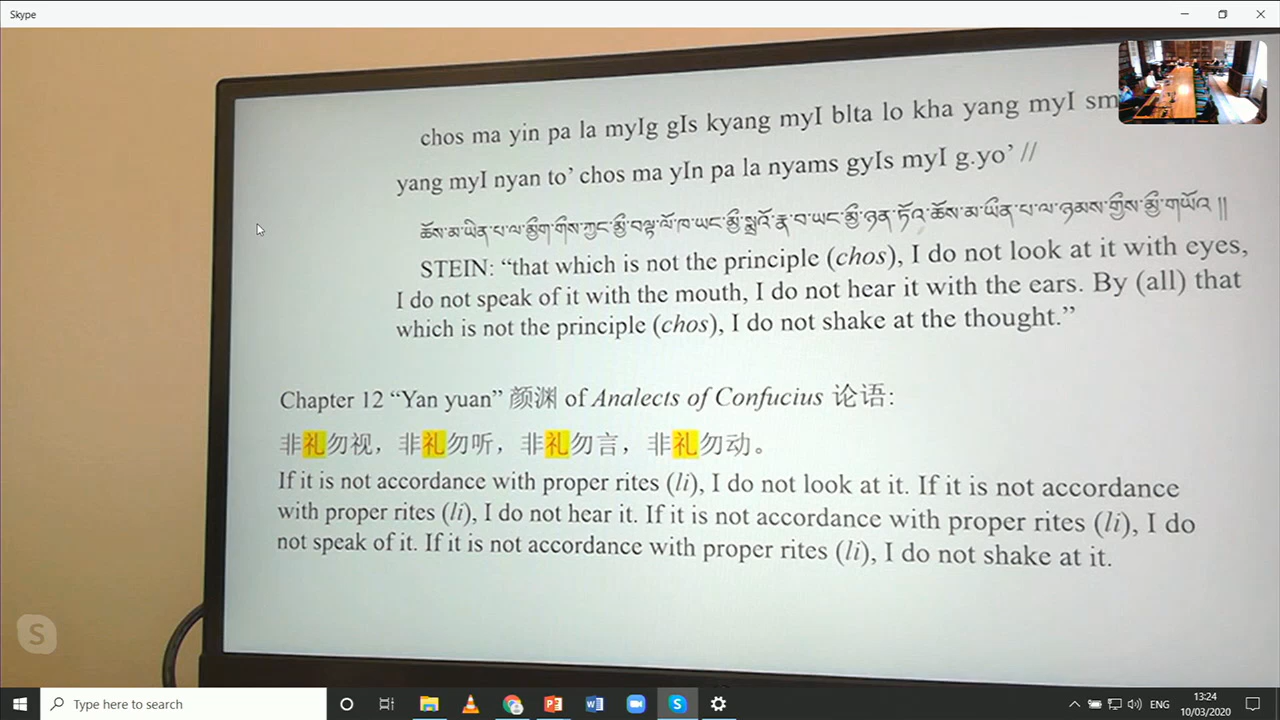 Skype
chos ma yin pa la myIg gIs kyang myI blta lo kha yang myI sm
yang myI nyan to’ chos ma yIn pa la nyams gyIs myI g.yo’ //
ཆོས་མ་ཡིན་པ་ལ་མྱིག་གིས་ཀྱང་མྱི་བལྟ་ལོ་ཁ་ཡང་མྱི་སྨྲའོ་རྣ་བ་ཡང་མྱི་ཉན་ཏོའ་ཆོས་མ་ཡིན་པ་ལ་ཉམས་གྱིས་མྱི་གཡོའ་༎
STEIN: “that which is not the principle (chos), I do not look at it with eyes,
I do not speak of it with the mouth, I do not hear it with the ears. By (all) that
which is not the principle (chos), I do not shake at the thought.”
Chapter 12 “Yan yuan” 颜渊 of Analects of Confucius 论语:
非礼勿视，非礼勿听，非礼勿言，非礼勿动。
If it is not accordance with proper rites (li), I do not look at it. If it is not accordance
with proper rites (li), I do not hear it. If it is not accordance with proper rites (li), I do
not speak of it. If it is not accordance with proper rites (li), I do not shake at it.
S
Type here to search
ENG
13:24
10/03/2020